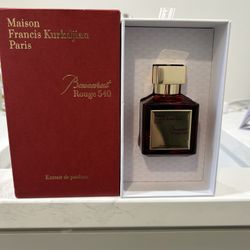 Maison
Francis Kurkdjian
Paris
Baccarat
Rouge 540
Extrait de parfum